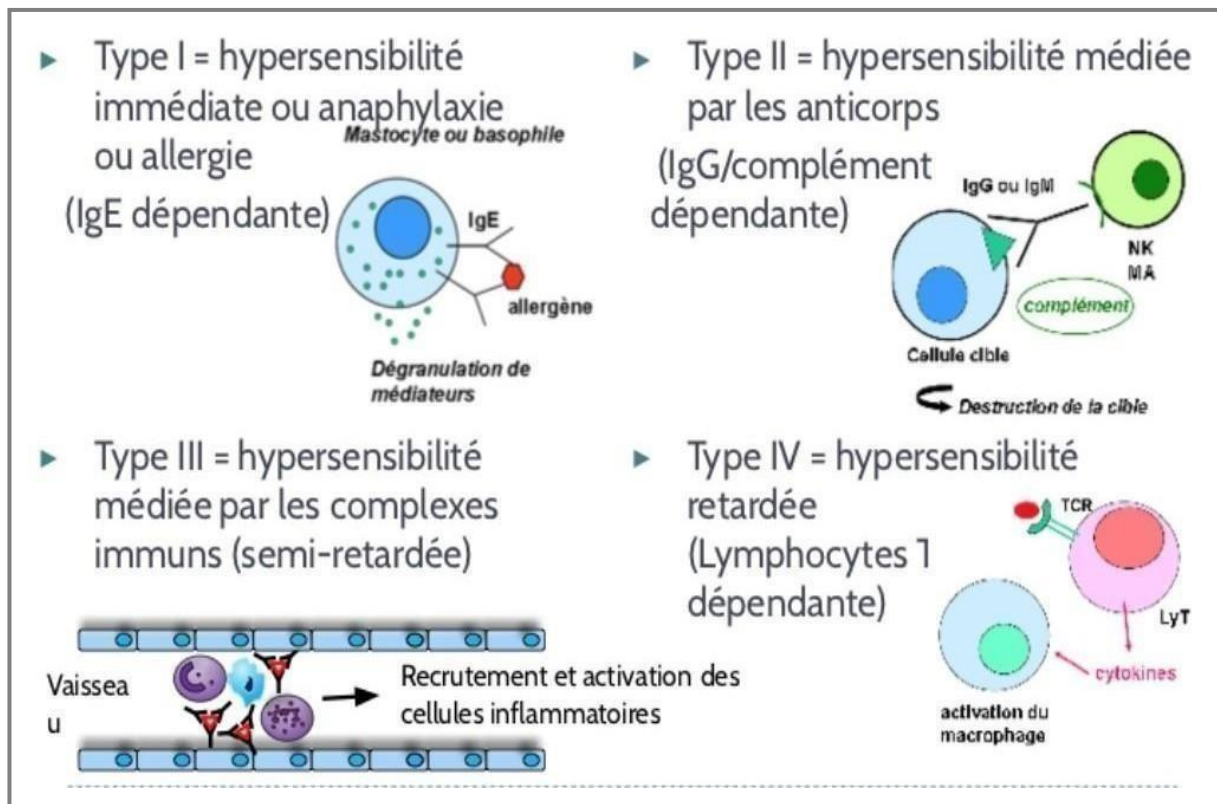 ► Type I = hypersensibilité
immédiate ou anaphylaxie
ou allergie
(IgE dépendante)
Mastocyte ou basophile
IgE
allergène
Dégranulation de
médiateurs
► Type II = hypersensibilité médiée
par les anticorps
(IgG/complément
dépendante)
IgG ou IgM
NK
MA
complément
Cellule cible
Destruction de la cible
► Type III = hypersensibilité
médiée par les complexes
immuns (semi-retardée)
Vaissea
u
Recrutement et activation des
cellules inflammatoires
► Type IV = hypersensibilité
retardée
(Lymphocytes T
dépendante)
TCR
LyT
cytokines
activation du
macrophage